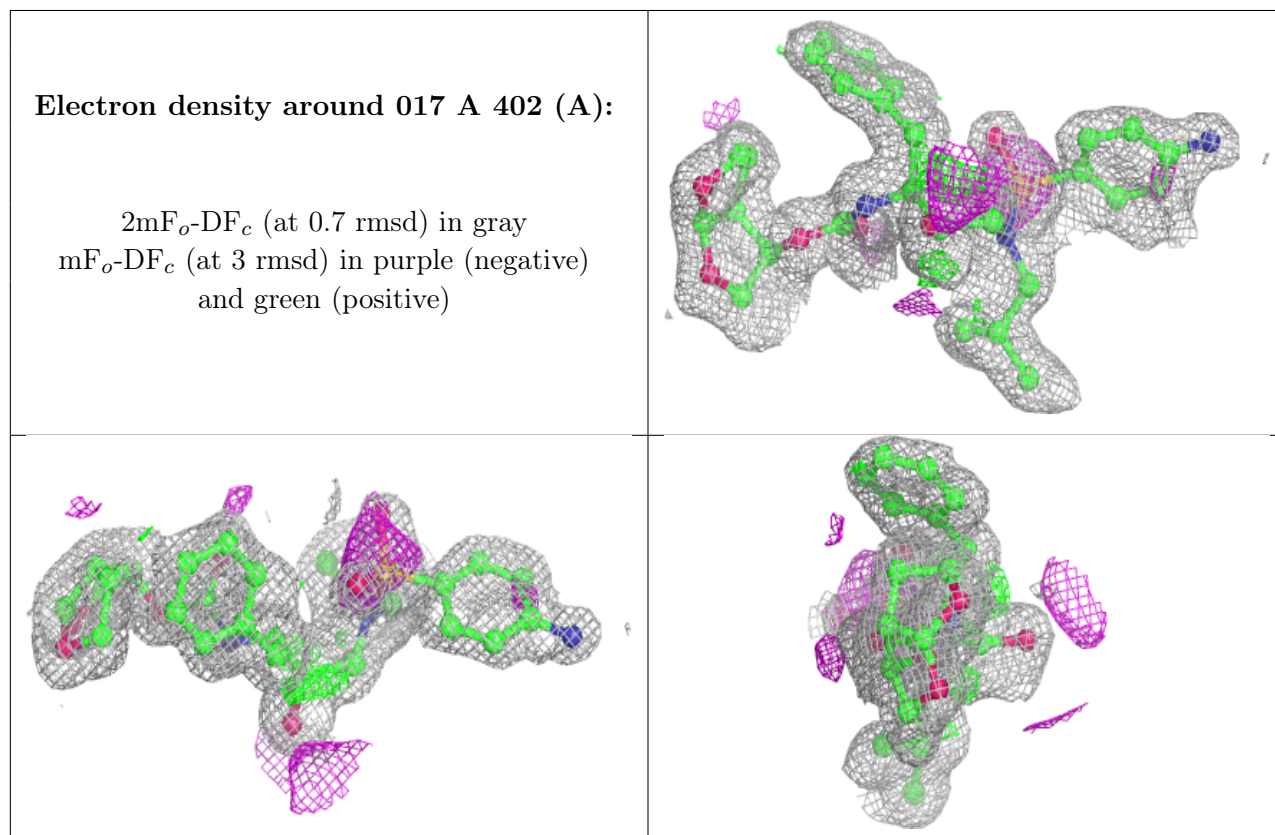 Electron density around 017 A 402 (A):
2mFo-DFc (at 0.7 rmsd) in gray
mFo-DFc (at 3 rmsd) in purple (negative)
and green (positive)